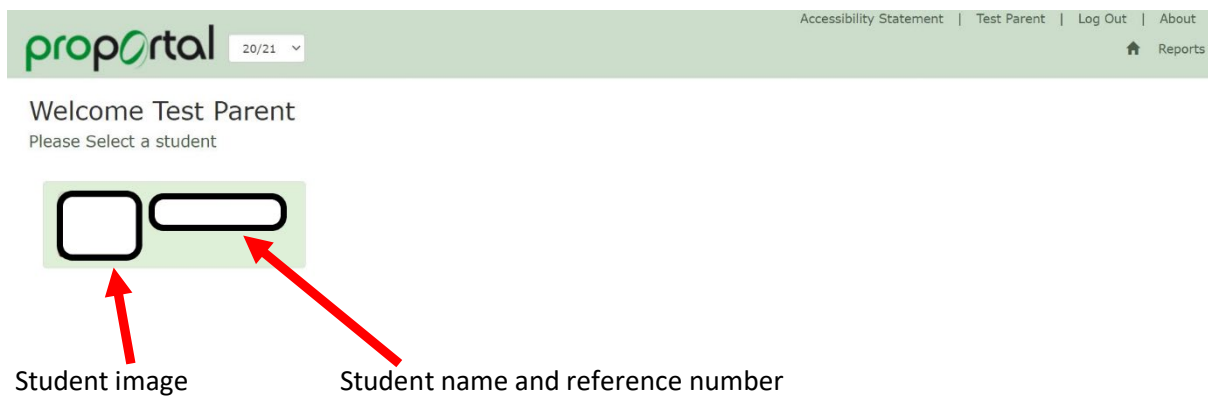 Accessibility Statement | Test Parent | Log Out | About
proportal 20/21
Reports
Welcome Test Parent
Please Select a student
Student image
Student name and reference number